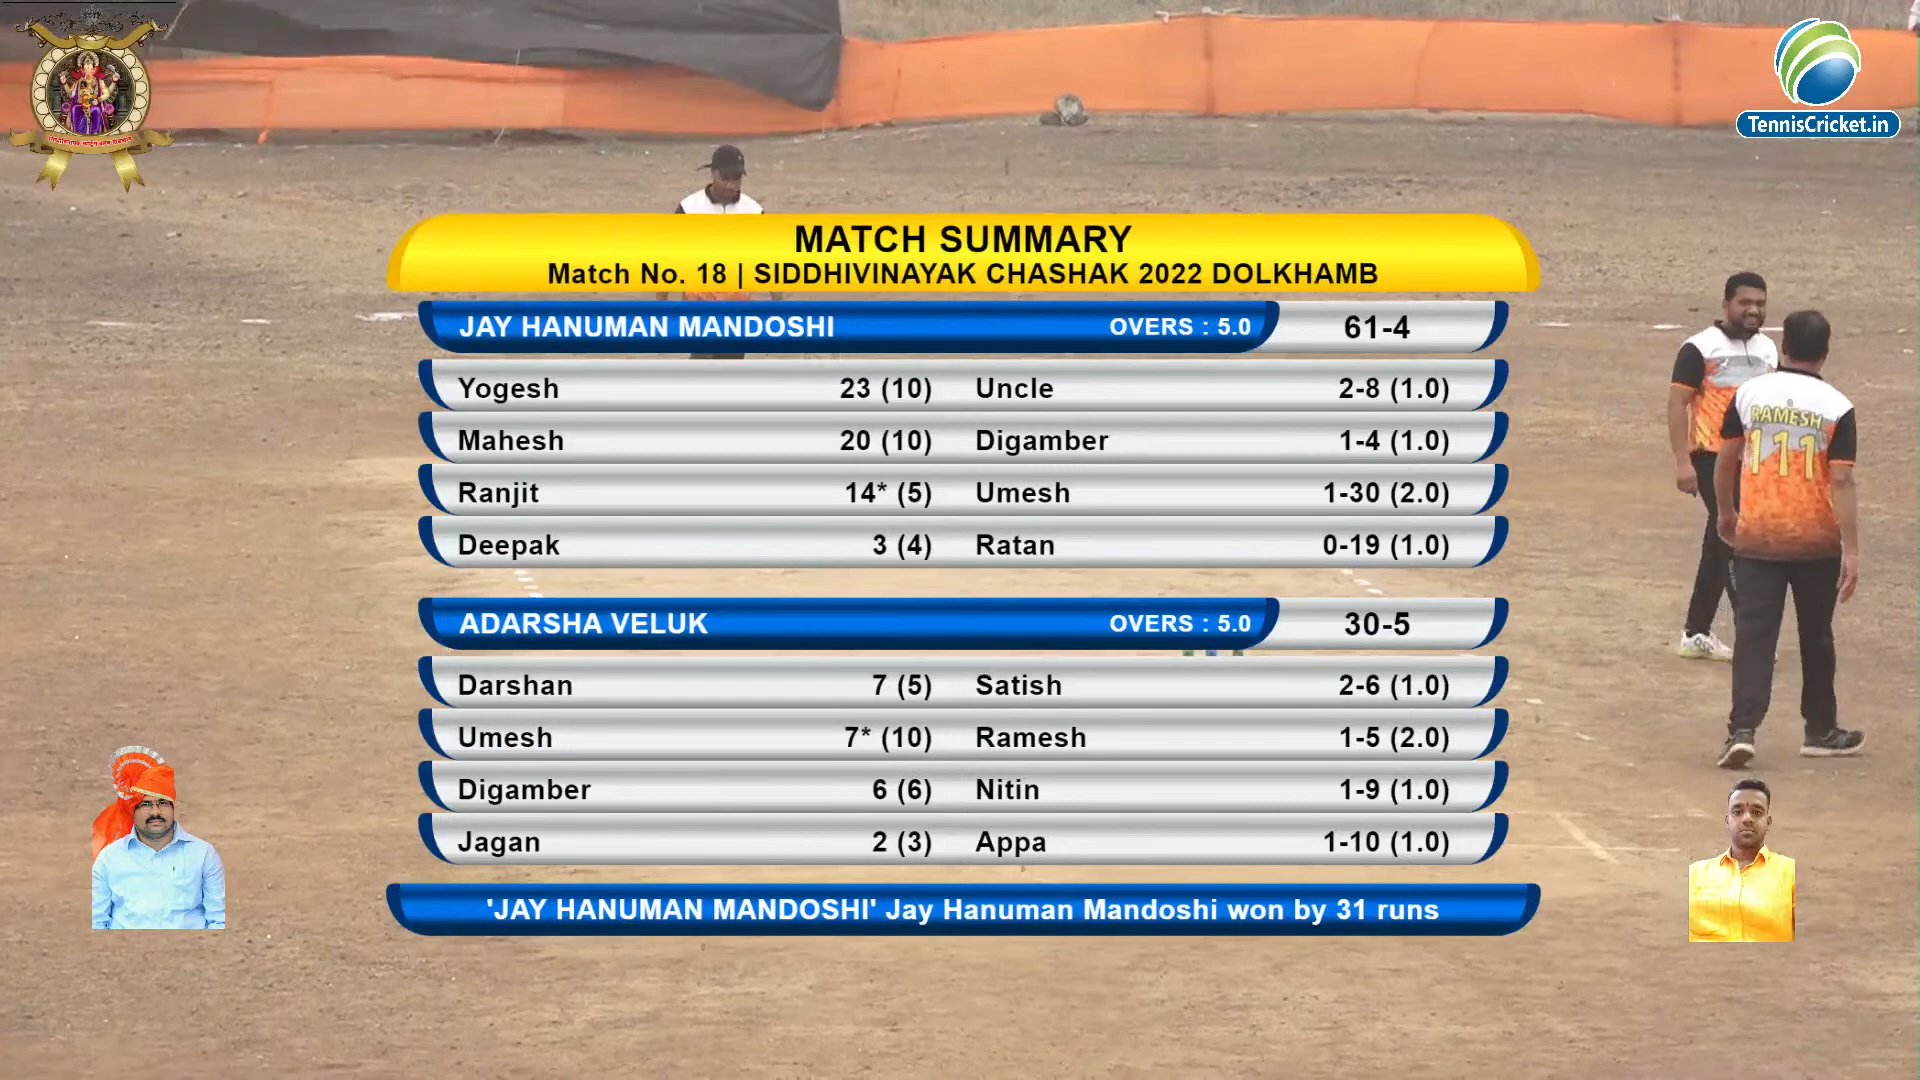 TennisCricket.in
MATCH SUMMARY
Match No. 18 | SIDDHIVINAYAK CHASHAK 2022 DOLKHAMB
JAY HANUMAN MANDOSHI OVERS : 5.0 61-4
Yogesh 23 (10) Uncle 2-8 (1.0)
Mahesh 20 (10) Digamber 1-4 (1.0)
Ranjit 14* (5) Umesh 1-30 (2.0)
Deepak 3 (4) Ratan 0-19 (1.0)
RAMESH
111
ADARSHA VELUK OVERS : 5.0 30-5
Darshan 7 (5) Satish 2-6 (1.0)
Umesh 7* (10) Ramesh 1-5 (2.0)
Digamber 6 (6) Nitin 1-9 (1.0)
Jagan 2 (3) Appa 1-10 (1.0)
'JAY HANUMAN MANDOSHI' Jay Hanuman Mandoshi won by 31 runs